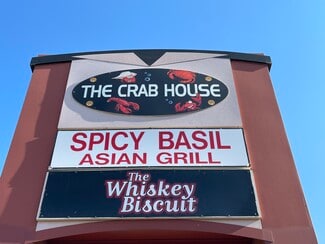 THE CRAB HOUSE
SPICY BASIL
ASIAN GRILL
The
Whiskey
Biscuit